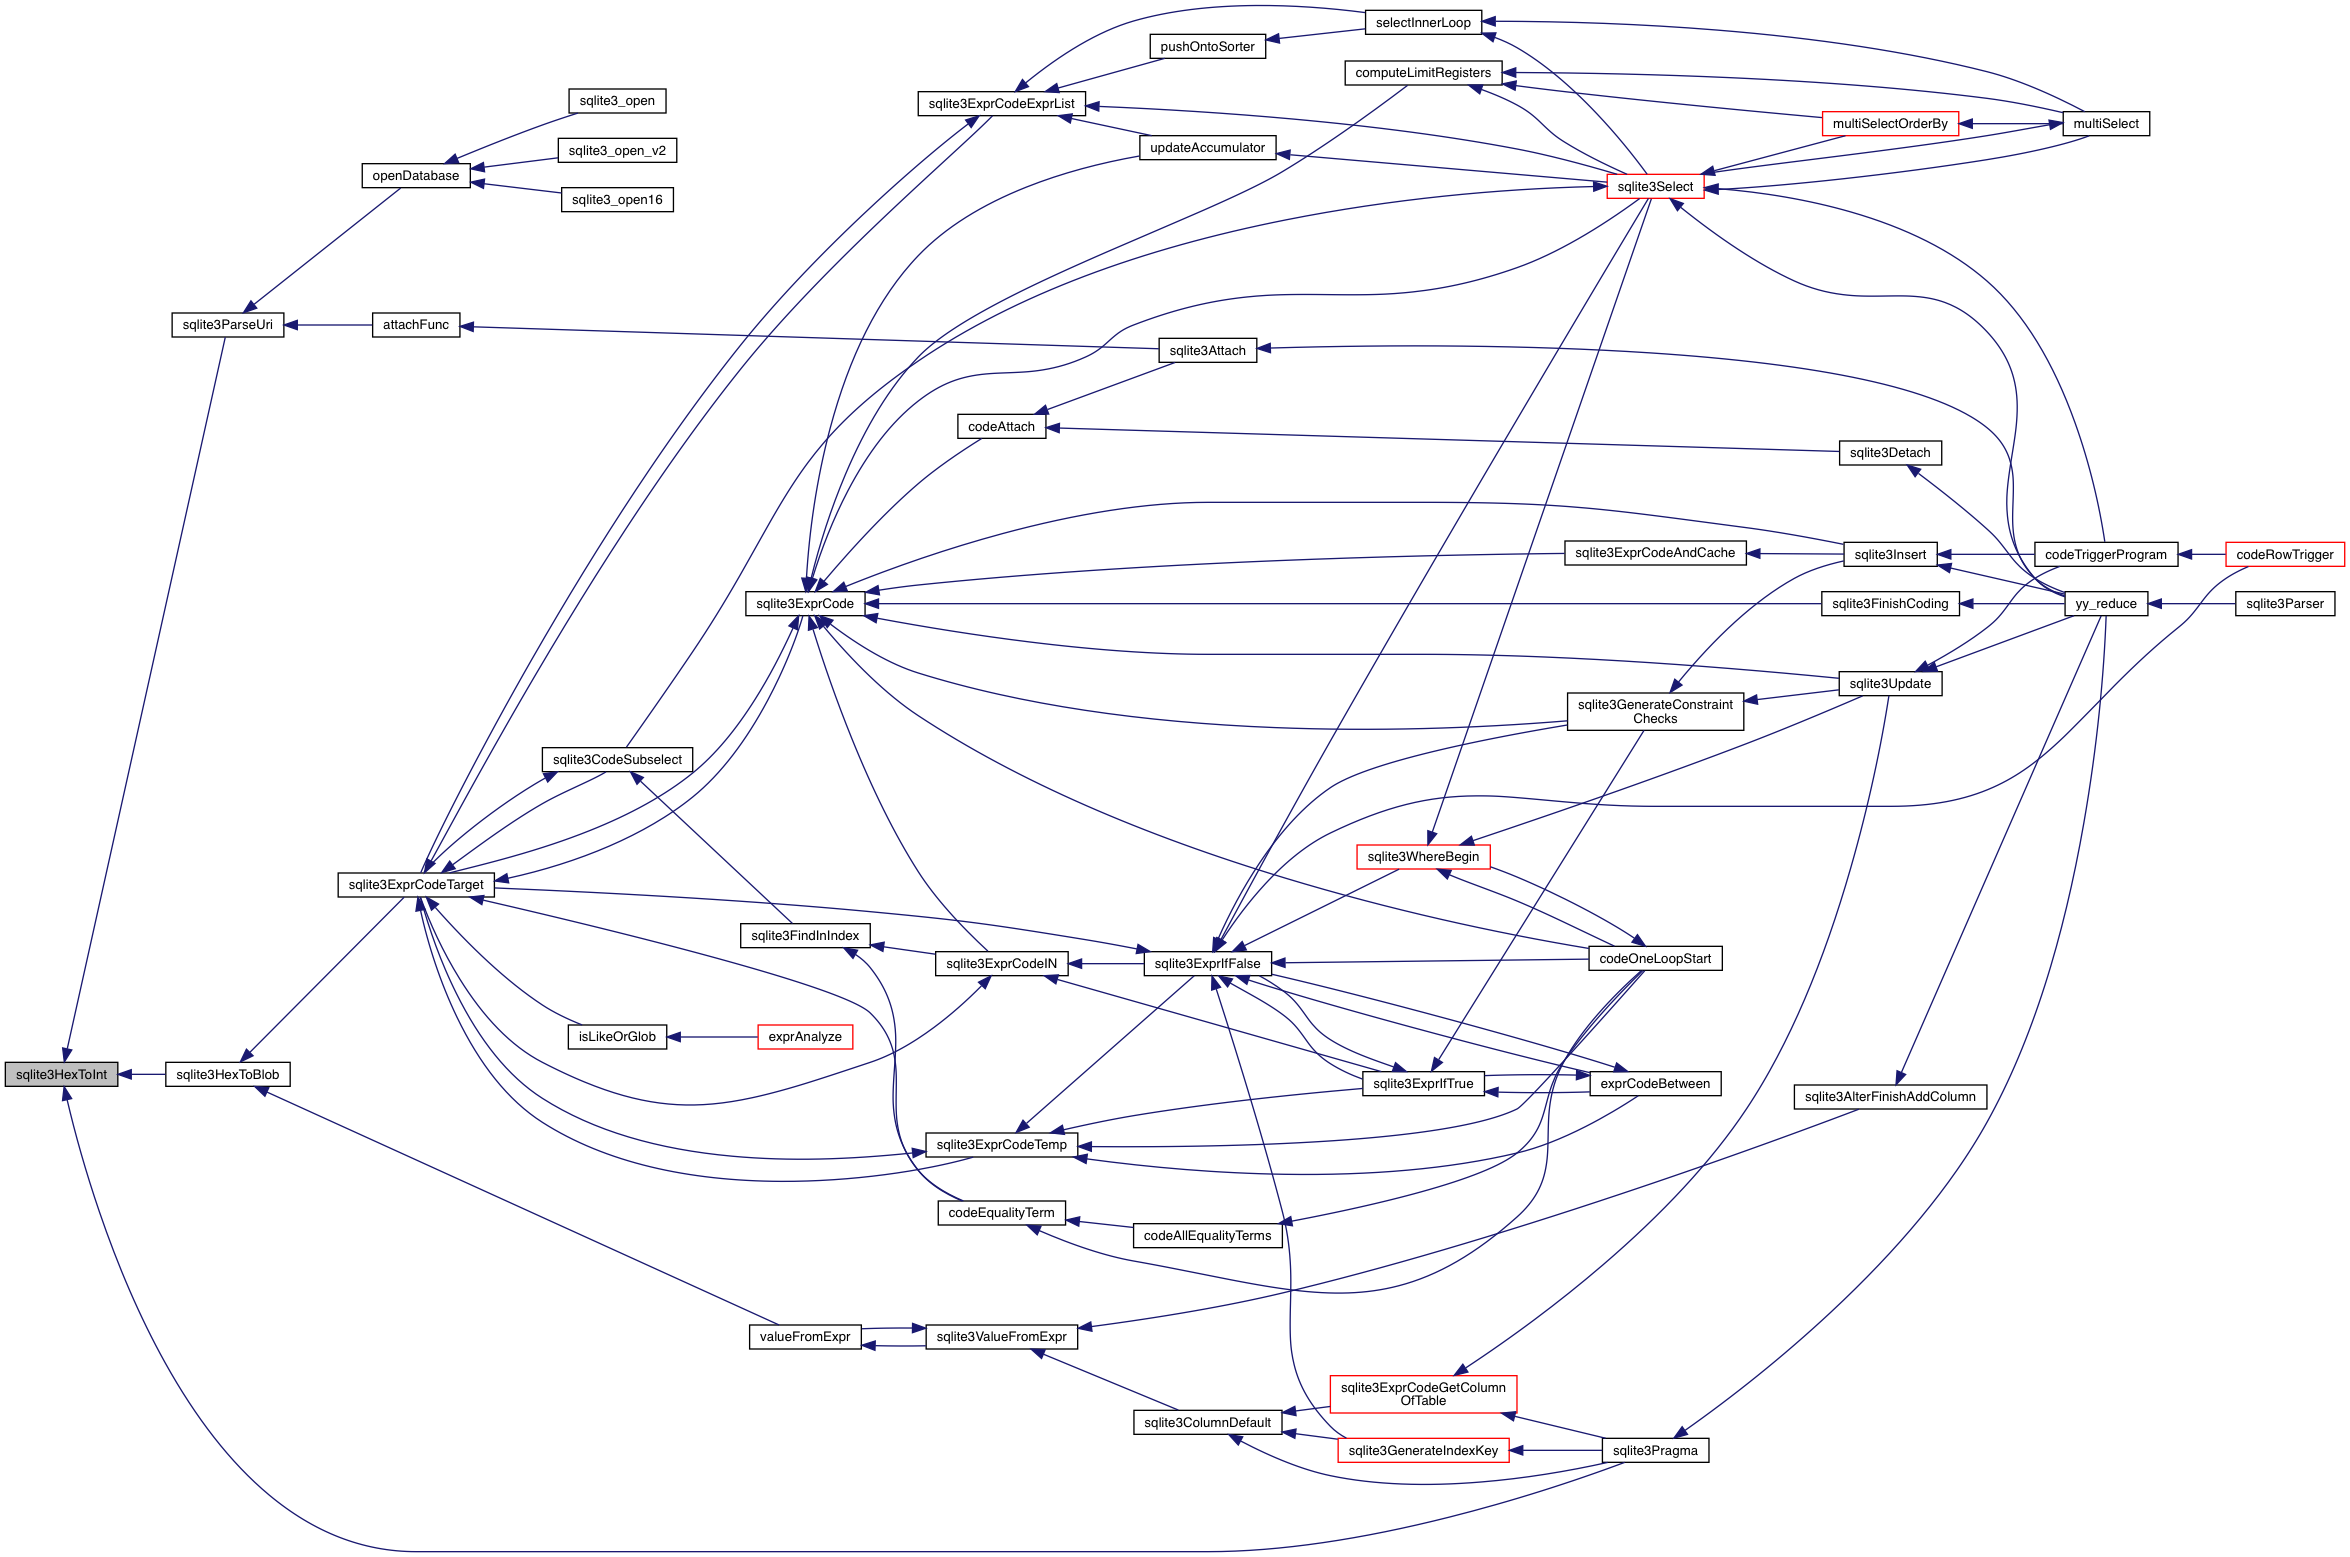 selectInnerLoop
pushOntoSorter
computeLimitRegisters
sqlite3_open
sqlite3ExprCodeExprList
multiSelectOrderBy
multiSelect
sqlite3_open_v2
updateAccumulator
openDatabase
sqlite3Select
sqlite3_open16
sqlite3ParseUri
attachFunc
sqlite3Attach
codeAttach
sqlite3Detach
sqlite3ExprCodeAndCache
sqlite3Insert
codeTriggerProgram
codeRowTrigger
sqlite3ExprCode
sqlite3FinishCoding
yy_reduce
sqlite3Parser
sqlite3Update
sqlite3GenerateConstraint
Checks
sqlite3CodeSubselect
sqlite3WhereBegin
sqlite3ExprCodeTarget
sqlite3FindInIndex
sqlite3ExprCodeIN
sqlite3ExprIfFalse
codeOneLoopStart
isLikeOrGlob
exprAnalyze
sqlite3HexToInt
sqlite3HexToBlob
sqlite3ExprIfTrue
exprCodeBetween
sqlite3AlterFinishAddColumn
sqlite3ExprCodeTemp
codeEqualityTerm
codeAllEqualityTerms
valueFromExpr
sqlite3ValueFromExpr
sqlite3ExprCodeGetColumn
OfTable
sqlite3ColumnDefault
sqlite3GenerateIndexKey
sqlite3Pragma